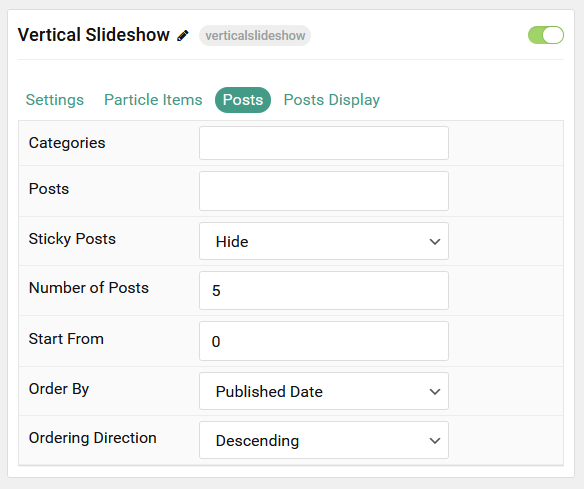 Vertical Slideshow verticalslideshow
Settings Particle Items Posts Posts Display
Categories
Posts
Sticky Posts Hide
Number of Posts 5
Start From 0
Order By Published Date
Ordering Direction Descending